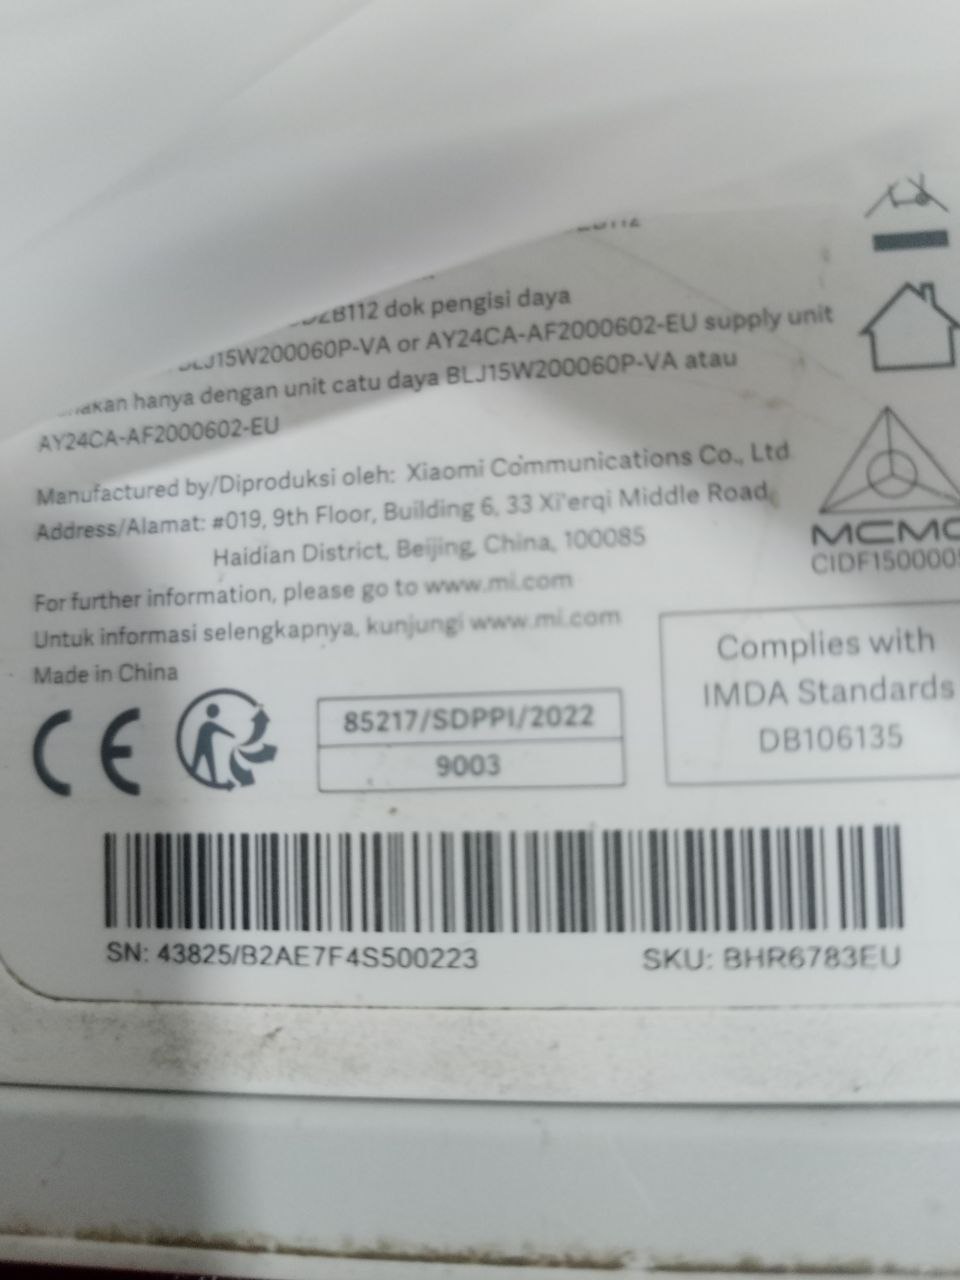 dok pengisi daya
BLJ15W200060P-VA or AY24CA-AF2000602-EU supply unit
hanya dengan unit catu daya BLJ15W200060P-VA atau
AY24CA-AF2000602-EU
Manufactured by/Diproduksi oleh: Xiaomi Communications Co., Ltd.
Address/Alamat: #019, 9th Floor, Building 6, 33 Xi'erqi Middle Road,
Haidian District, Beijing, China, 100085
For further information, please go to www.mi.com
Untuk informasi selengkapnya, kunjungi www.mi.com
Made in China
CE
85217/SDPPI/2022
9003
MCMC
Complies with
IMDA Standards
DB106135
SN: 43825/B2AE7F4S500223
SKU: BHR6783EU